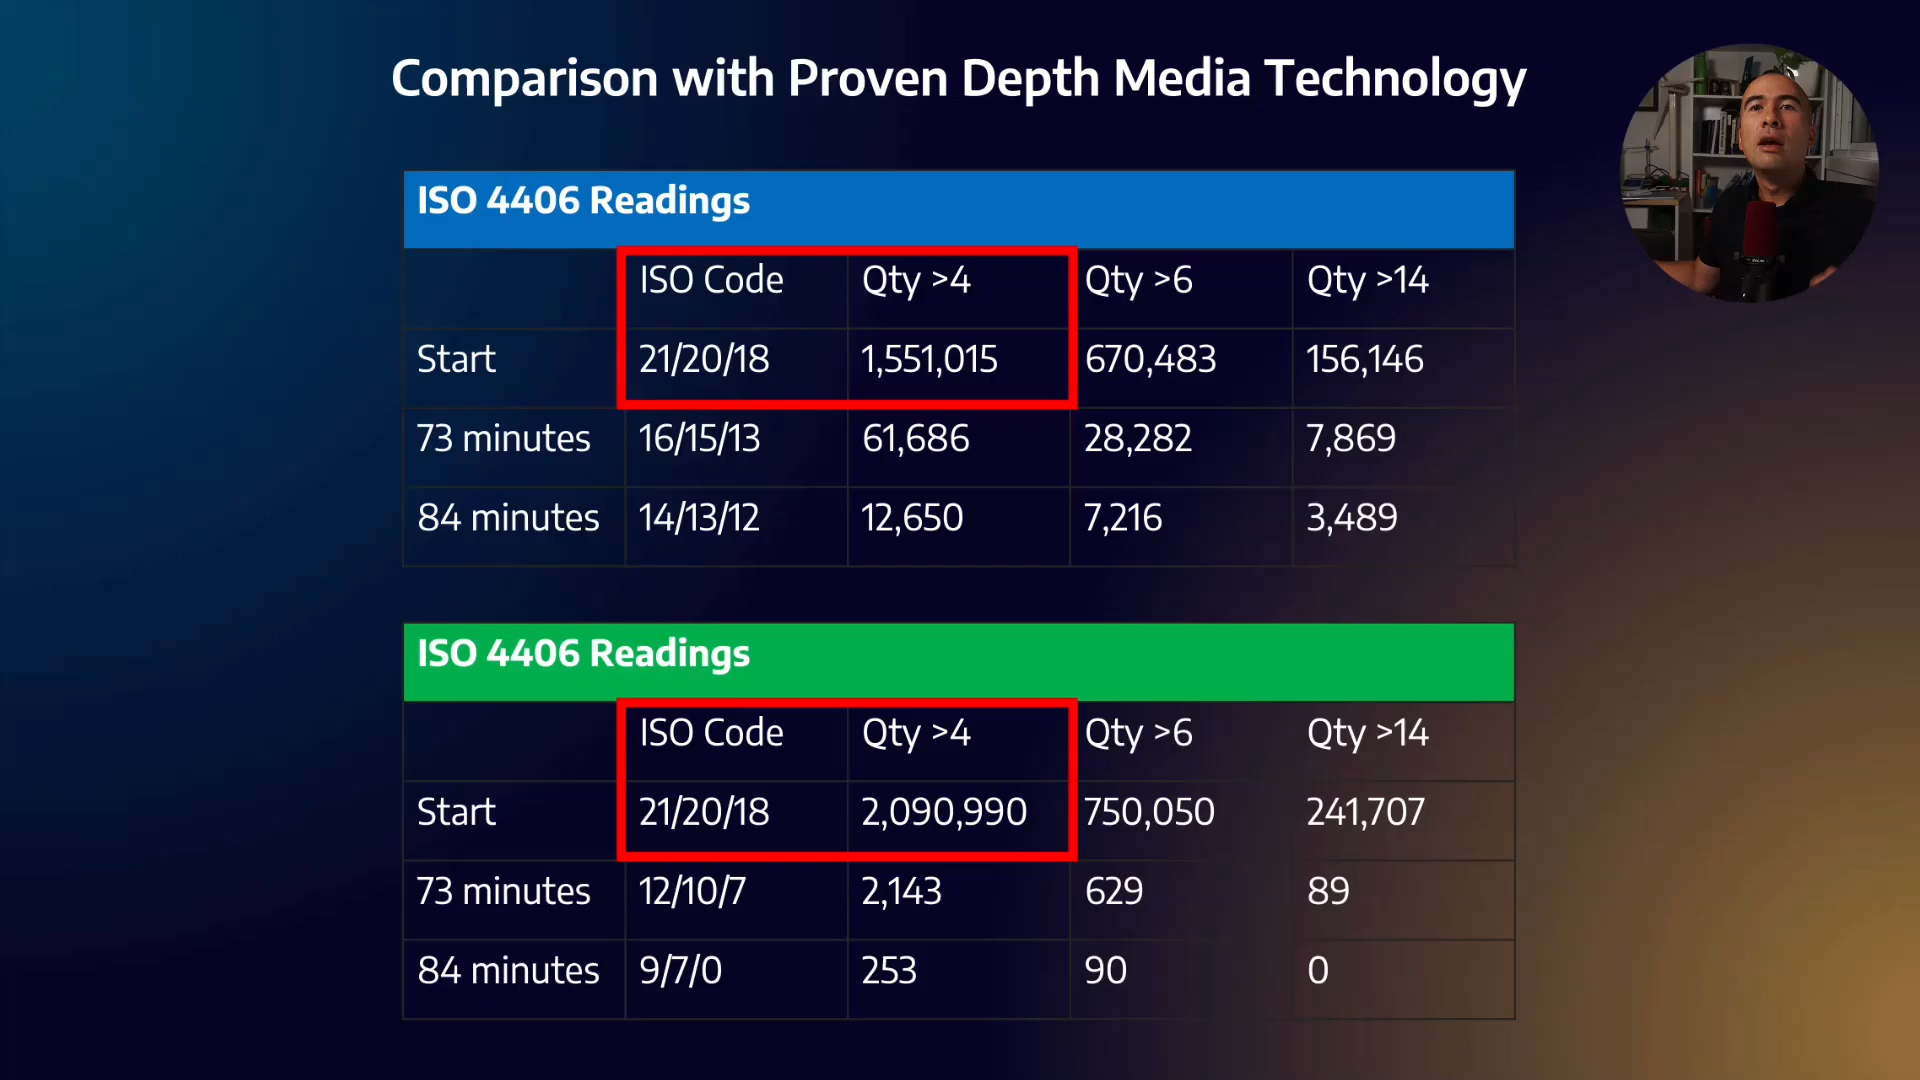 Comparison with Proven Depth Media Technology
ISO 4406 Readings
ISO Code Qty >4 Qty >6 Qty >14
Start 21/20/18 1,551,015 670,483 156,146
73 minutes 16/15/13 61,686 28,282 7,869
84 minutes 14/13/12 12,650 7,216 3,489
ISO 4406 Readings
ISO Code Qty >4 Qty >6 Qty >14
Start 21/20/18 2,090,990 750,050 241,707
73 minutes 12/10/7 2,143 629 89
84 minutes 9/7/0 253 90 0